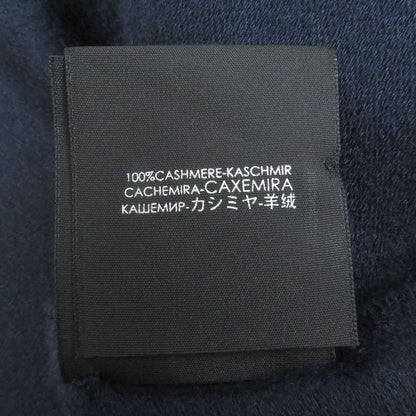 100%CASHMERE-KASCHMIR
CACHEMIRA-CAXEMIRA
КАШЕМИР-カシミヤ-羊绒